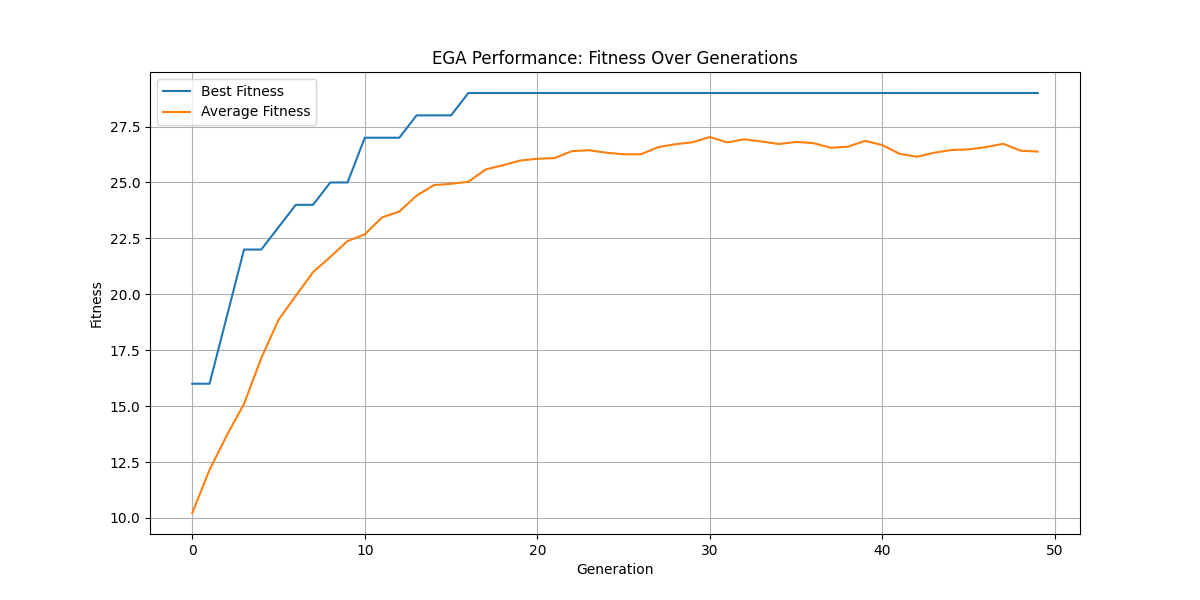 EGA Performance: Fitness Over Generations
Best Fitness
Average Fitness
27.5
25.0
22.5
20.0
17.5
15.0
12.5
10.0
Fitness
0 10 20 30 40 50
Generation